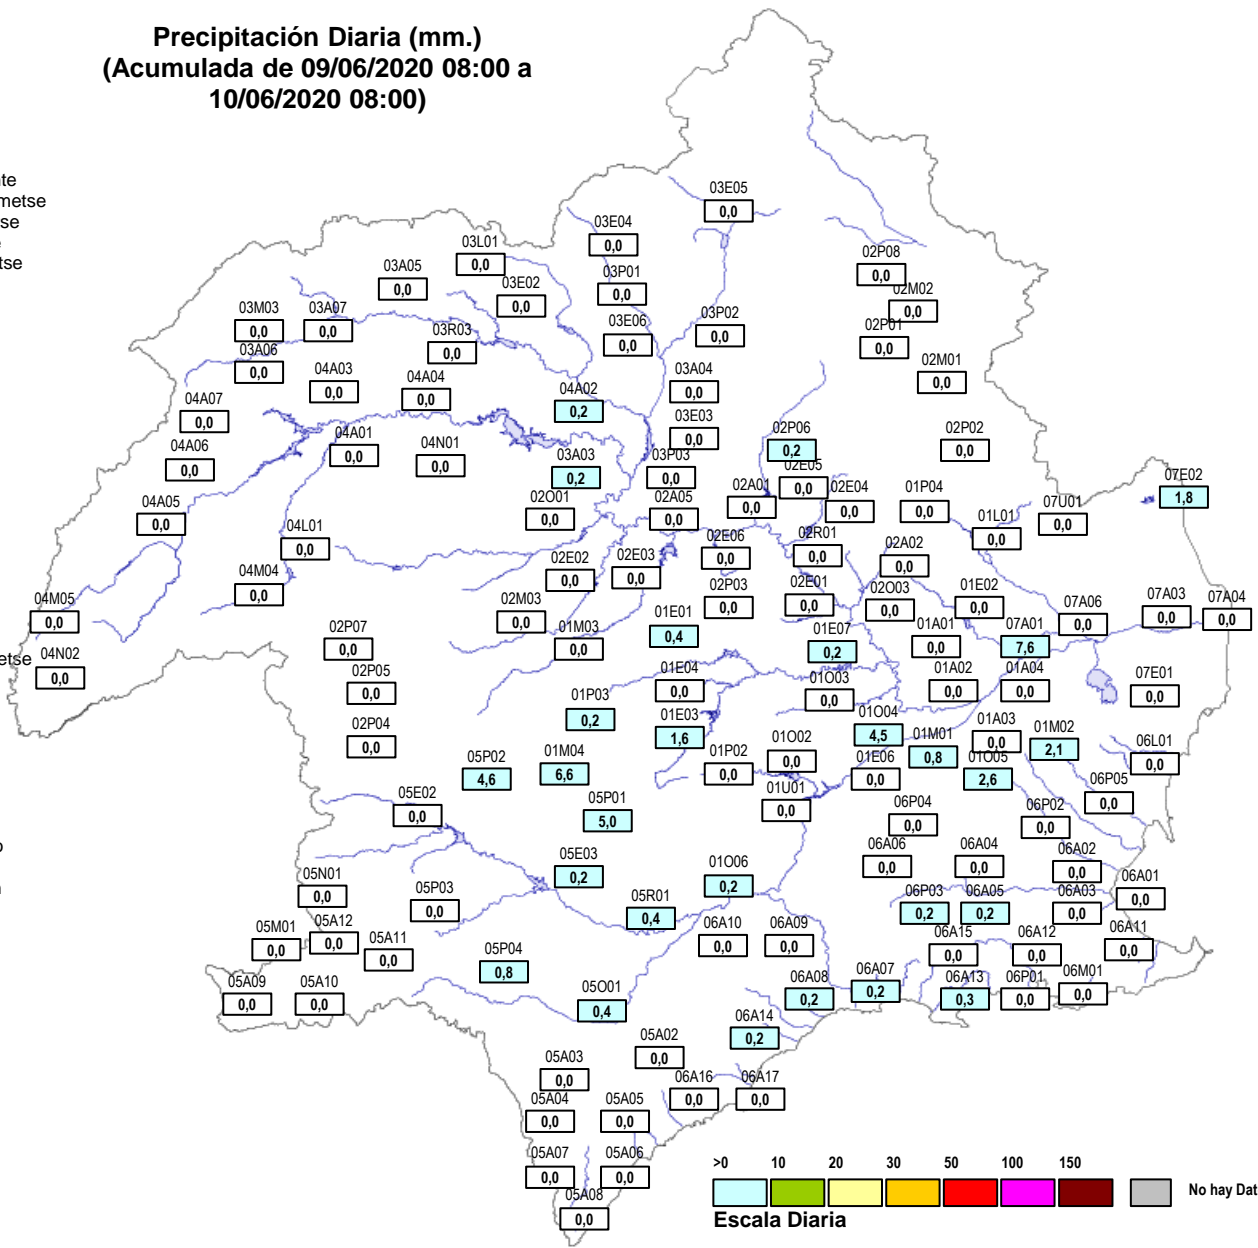 Precipitación Diaria (mm.)
(Acumulada de 09/06/2020 08:00 a
10/06/2020 08:00)
te
metse
se
tse
etse
03E05
0,0
03E04
0,0
03L01
0,0
02P08
0,0
03A05
0,0
03P01
0,0
03E02
0,0
02M02
0,0
03M03
0,0
03A07
0,0
03P02
0,0
03E06
0,0
03R03
0,0
02P01
0,0
03A06
0,0
02M01
0,0
04A03
0,0
03A04
0,0
04A04
0,0
04A02
0,2
04A07
0,0
03E03
0,0
04A01
0,0
04N01
0,0
02P06
0,2
02P02
0,0
04A06
0,0
03A03
0,2
03P03
0,0
02E05
0,0
07E02
1,8
02A01
0,0
02E04
0,0
01P04
0,0
04A05
0,0
02O01
0,0
02A05
0,0
07U01
0,0
01L01
0,0
04L01
0,0
02E06
0,0
02R01
0,0
02A02
0,0
02E02
0,0
02E03
0,0
04M04
0,0
02P03
0,0
02E01
0,0
02O03
0,0
01E02
0,0
07A03
0,0
07A04
0,0
04M05
0,0
02M03
0,0
01E01
0,4
07A06
0,0
02P07
0,0
01M03
0,0
01E07
0,2
01A01
0,0
07A01
7,6
04N02
0,0
02P05
0,0
01E04
0,0
01O03
0,0
01A02
0,0
01A04
0,0
07E01
0,0
01P03
0,2
02P04
0,0
01E03
1,6
01O04
4,5
01A03
0,0
01M02
2,1
01M01
0,8
06L01
0,0
05P02
4,6
01M04
6,6
01P02
0,0
01O02
0,0
01E06
0,0
01O05
2,6
06P05
0,0
05E02
0,0
05P01
5,0
01U01
0,0
06P04
0,0
06P02
0,0
05E03
0,2
01O06
0,2
06A06
0,0
06A04
0,0
06A02
0,0
05N01
0,0
05P03
0,0
05R01
0,4
06P03
0,2
06A05
0,2
06A03
0,0
06A01
0,0
05M01
0,0
05A12
0,0
05A11
0,0
06A10
0,0
06A09
0,0
06A15
0,0
06A12
0,0
06A11
0,0
05P04
0,8
05A09
0,0
05A10
0,0
05O01
0,4
06A08
0,2
06A07
0,2
06A13
0,3
06P01
0,0
06M01
0,0
06A14
0,2
05A02
0,0
05A03
0,0
06A16
0,0
06A17
0,0
05A04
0,0
05A05
0,0
05A07
0,0
05A06
0,0
05A08
0,0
>0 10 20 30 50 100 150
No hay Dat
Escala Diaria